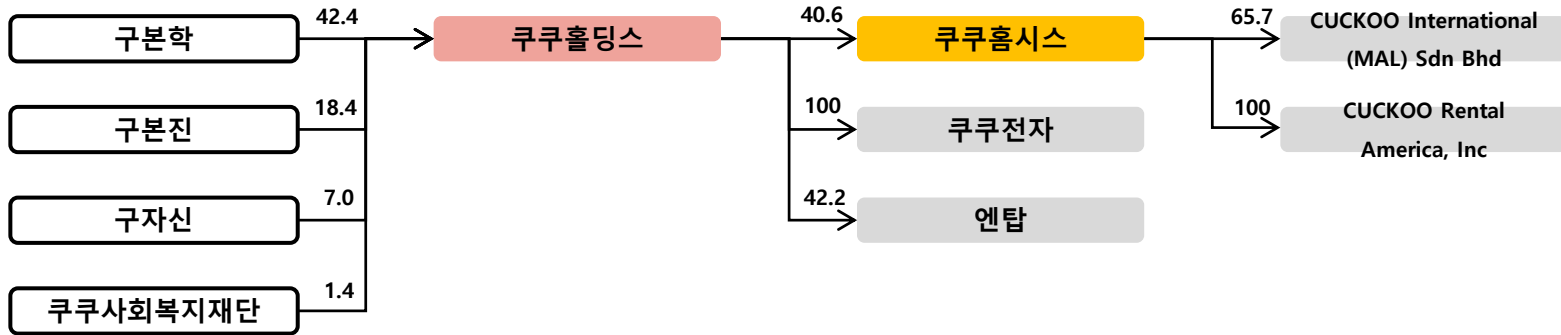 구본학
42.4
쿠쿠홀딩스
40.6
쿠쿠홈시스
65.7
CUCKOO International
(MAL) Sdn Bhd
구본진
18.4
100
쿠쿠전자
100
CUCKOO Rental
America, Inc
구자신
7.0
42.2
엔탑
쿠쿠사회복지재단
1.4